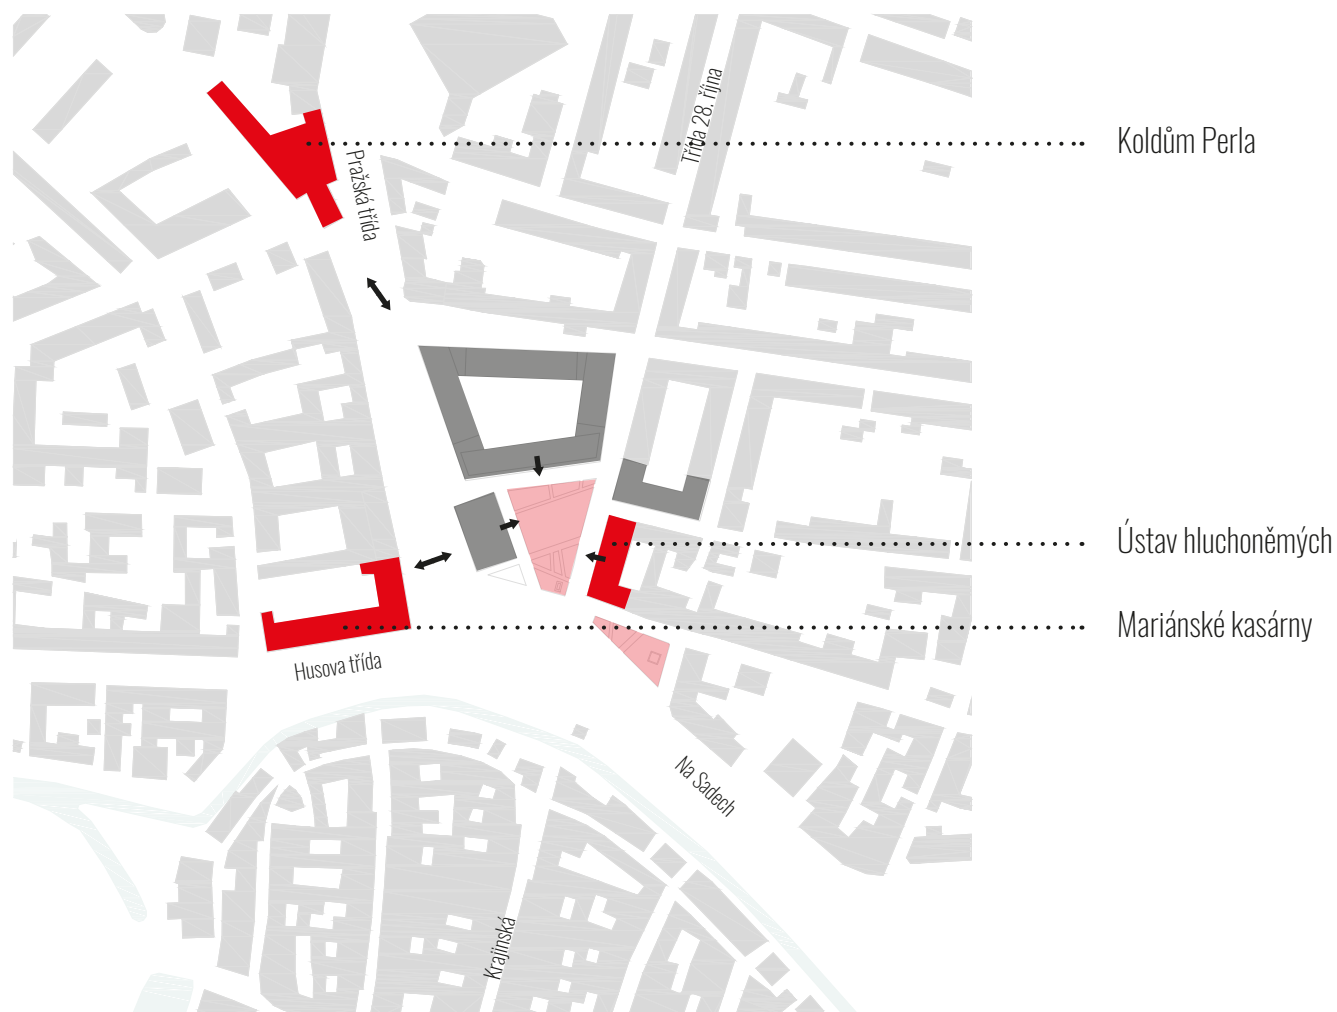 Třída 28. října
Koldům Perla
Pražská třída
Ústav hluchoněmých
Mariánské kasárny
Husova třída
Na Sadech
Krajinská